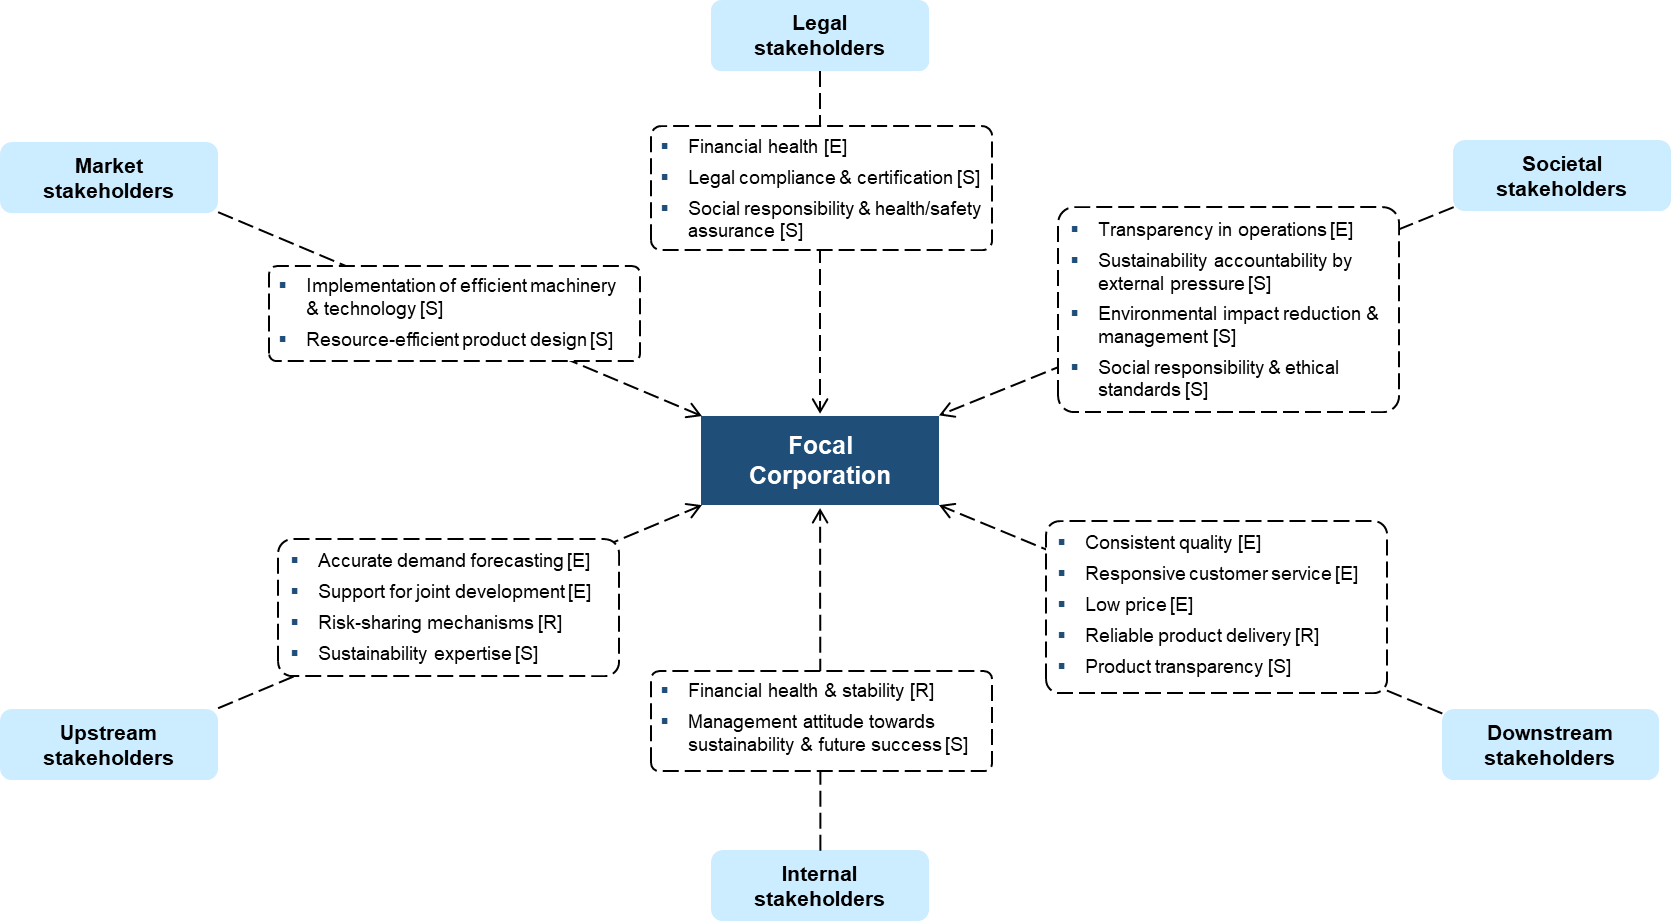 Legal
stakeholders
Financial health [E]
Legal compliance & certification [S]
Social responsibility & health/safety
assurance [S]
Market
stakeholders
Implementation of efficient machinery
& technology [S]
Resource-efficient product design [S]
Societal
stakeholders
Transparency in operations [E]
Sustainability accountability by
external pressure [S]
Environmental impact reduction &
management [S]
Social responsibility & ethical
standards [S]
Focal
Corporation
Accurate demand forecasting [E]
Support for joint development [E]
Risk-sharing mechanisms [R]
Sustainability expertise [S]
Upstream
stakeholders
Financial health & stability [R]
Management attitude towards
sustainability & future success [S]
Internal
stakeholders
Consistent quality [E]
Responsive customer service [E]
Low price [E]
Reliable product delivery [R]
Product transparency [S]
Downstream
stakeholders